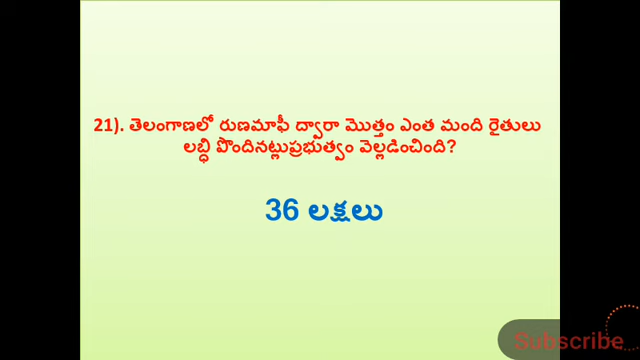 21). తెలంగాణలో రుణమాఫీ ద్వారా మొత్తం ఎంత మంది రైతులు
లబ్ధి పొందినట్లుప్రభుత్వం వెల్లడించింది?
36 లక్షలు
Subscribe